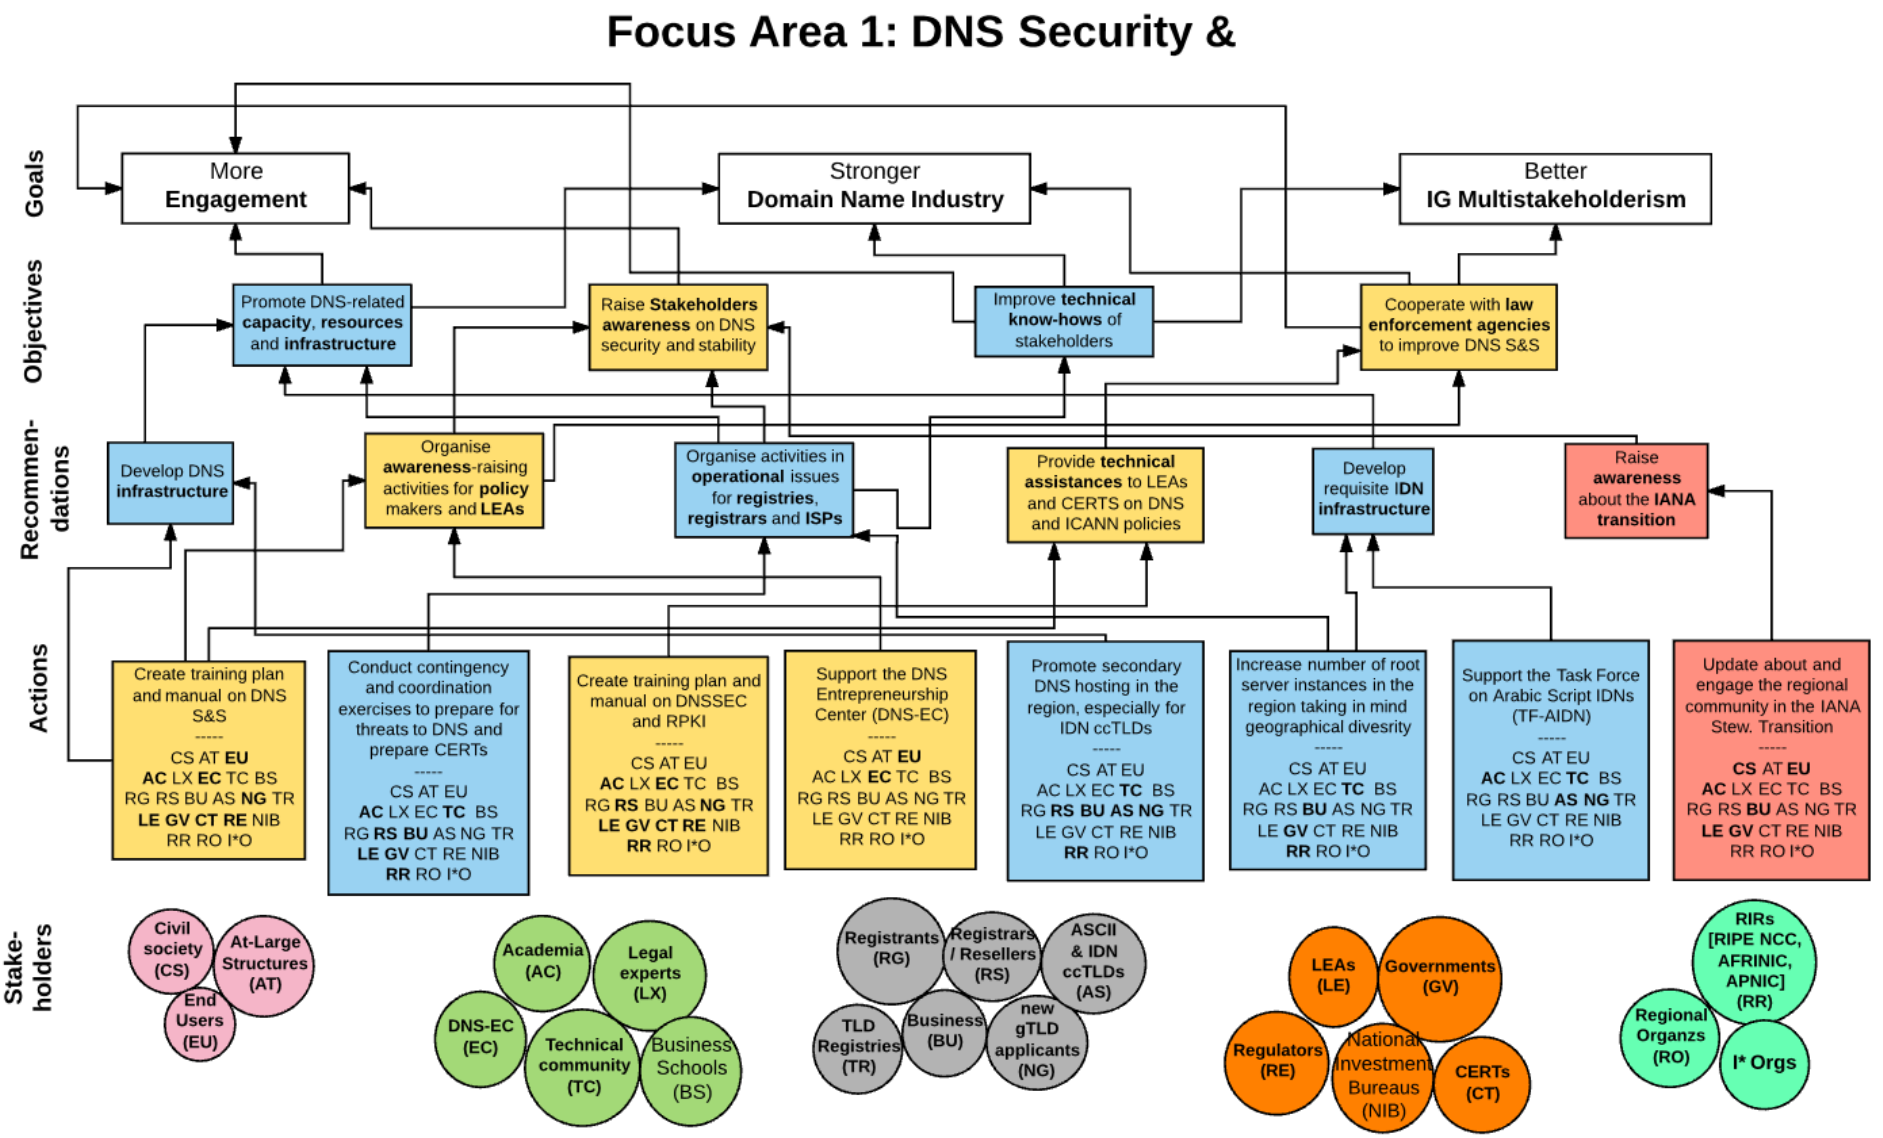 Focus Area 1: DNS Security &
Goals
More
Engagement
Stronger
Domain Name Industry
Better
IG Multistakeholderism
Objectives
Promote DNS-related
capacity, resources
and infrastructure
Raise Stakeholders
awareness on DNS
security and stability
Improve technical
know-hows of
stakeholders
Cooperate with law
enforcement agencies
to improve DNS S&S
Recommen-
dations
Develop DNS
infrastructure
Organise
awareness-raising
activities for policy
makers and LEAs
Organise activities in
operational issues
for registries,
registrars and ISPs
Provide technical
assistances to LEAs
and CERTS on DNS
and ICANN policies
Develop
requisite IDN
infrastructure
Raise
awareness
about the IANA
transition
Actions
Create training plan
and manual on DNS
S&S
-----
CS AT EU
AC LX EC TC BS
RG RS BU AS NG TR
LE GV CT RE NIB
RR RO I*O
Conduct contingency
and coordination
exercises to prepare for
threats to DNS and
prepare CERTs
-----
CS AT EU
AC LX EC TC BS
RG RS BU AS NG TR
LE GV CT RE NIB
RR RO I*O
Create training plan and
manual on DNSSEC
and RPKI
-----
CS AT EU
AC LX EC TC BS
RG RS BU AS NG TR
LE GV CT RE NIB
RR RO I*O
Support the DNS
Entrepreneurship
Center (DNS-EC)
-----
CS AT EU
AC LX EC TC BS
RG RS BU AS NG TR
LE GV CT RE NIB
RR RO I*O
Promote secondary
DNS hosting in the
region, especially for
IDN ccTLDs
-----
CS AT EU
AC LX EC TC BS
RG RS BU AS NG TR
LE GV CT RE NIB
RR RO I*O
Increase number of root
server instances in the
region taking in mind
geographical divesrity
-----
CS AT EU
AC LX EC TC BS
RG RS BU AS NG TR
LE GV CT RE NIB
RR RO I*O
Support the Task Force
on Arabic Script IDNs
(TF-AIDN)
-----
CS AT EU
AC LX EC TC BS
RG RS BU AS NG TR
LE GV CT RE NIB
RR RO I*O
Update about and
engage the regional
community in the IANA
Stew. Transition
-----
CS AT EU
AC LX EC TC BS
RG RS BU AS NG TR
LE GV CT RE NIB
RR RO I*O
Stake-
holders
Civil
society
(CS)
At-Large
Structures
(AT)
End
Users
(EU)
Academia
(AC)
Legal
experts
(LX)
DNS-EC
(EC)
Technical
community
(TC)
Business
Schools
(BS)
Registrants
(RG)
Registrars
/ Resellers
(RS)
ASCII
& IDN
ccTLDs
(AS)
TLD
Registries
(TR)
Business
(BU)
new
gTLD
applicants
(NG)
LEAs
(LE)
Governments
(GV)
Regulators
(RE)
National
Investment
Bureaus
(NIB)
CERTs
(CT)
RIRs
[RIPE NCC,
AFRINIC,
APNIC]
(RR)
Regional
Organzs
(RO)
I* Orgs